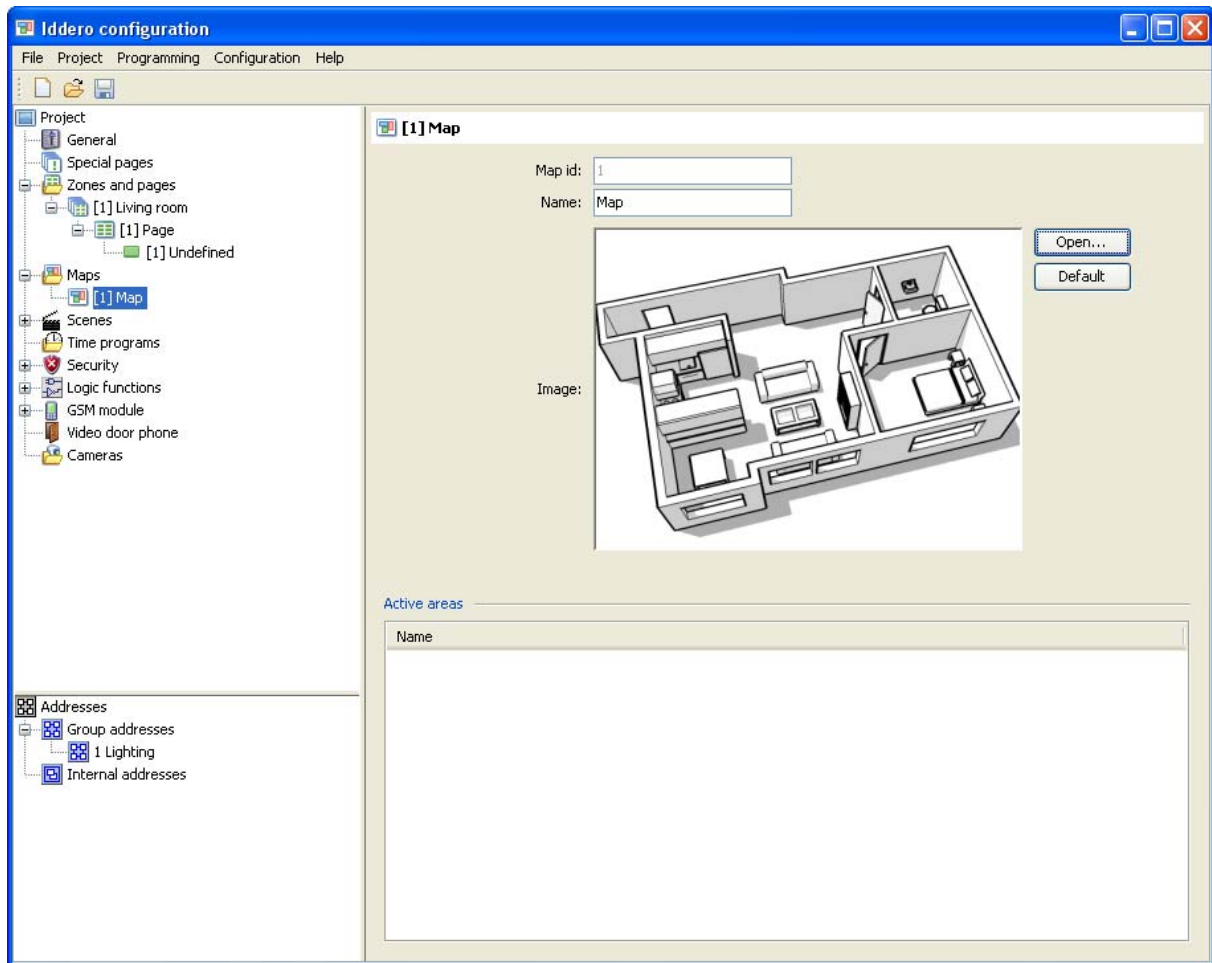 Iddero configuration
File Project Programming Configuration Help
Project
General
Special pages
Zones and pages
[1] Living room
[1] Page
[1] Undefined
Maps
[1] Map
Scenes
Time programs
Security
Logic functions
GSM module
Video door phone
Cameras
Addresses
Group addresses
1 Lighting
Internal addresses
[1] Map
Map id: 1
Name: Map
Open...
Default
Image:
Active areas
Name